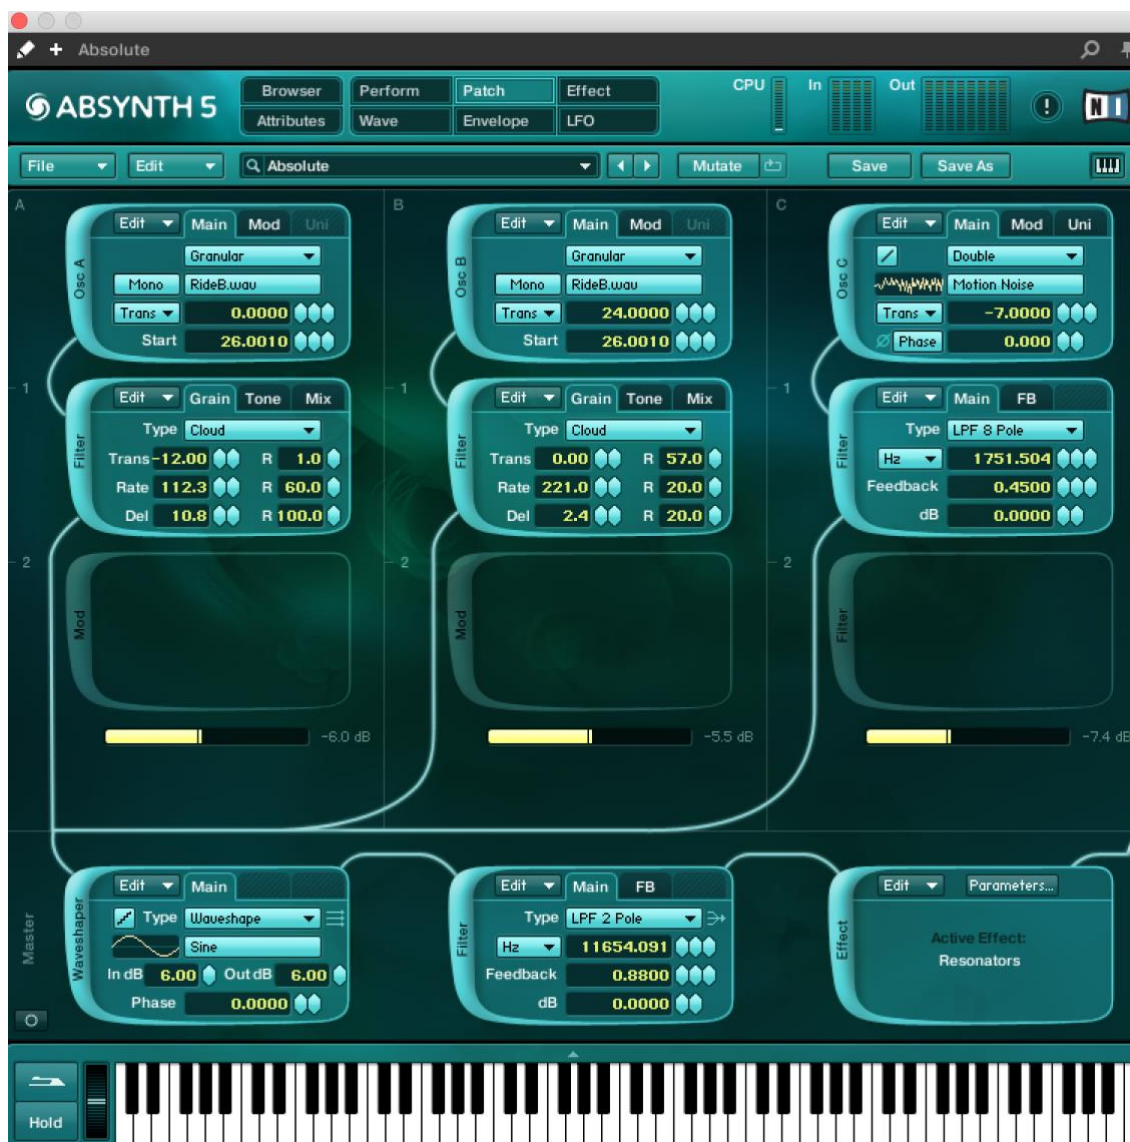 Absolute
ABSYNTH 5
Browser Perform Patch Effect
Attributes Wave Envelope LFO
CPU In Out
! NI
File Edit Absolute Mutate Save Save As
A B C
Osc A
Edit Main Mod Uni
Granular
Mono RideB.wav
Trans 0.0000
Start 26.0010
Osc B
Edit Main Mod Uni
Granular
Mono RideB.wav
Trans 24.0000
Start 26.0010
Osc C
Edit Main Mod Uni
Double
Motion Noise
Trans -7.0000
Phase 0.000
1 1 1
Filter
Edit Grain Tone Mix
Type Cloud
Trans -12.00 R 1.0
Rate 112.3 R 60.0
Del 10.8 R 100.0
Filter
Edit Grain Tone Mix
Type Cloud
Trans 0.00 R 57.0
Rate 221.0 R 20.0
Del 2.4 R 20.0
Filter
Edit Main FB
Type LPF 8 Pole
Hz 1751.504
Feedback 0.4500
dB 0.0000
2 2 2
Mod Mod Filter
-6.0 dB -5.5 dB -7.4 dB
Master
Waveshaper
Edit Main
Type Waveshape
Sine
In dB 6.00 Out dB 6.00
Phase 0.0000
Filter
Edit Main FB
Type LPF 2 Pole
Hz 11654.091
Feedback 0.8800
dB 0.0000
Effect
Edit Parameters...
Active Effect:
Resonators
Hold